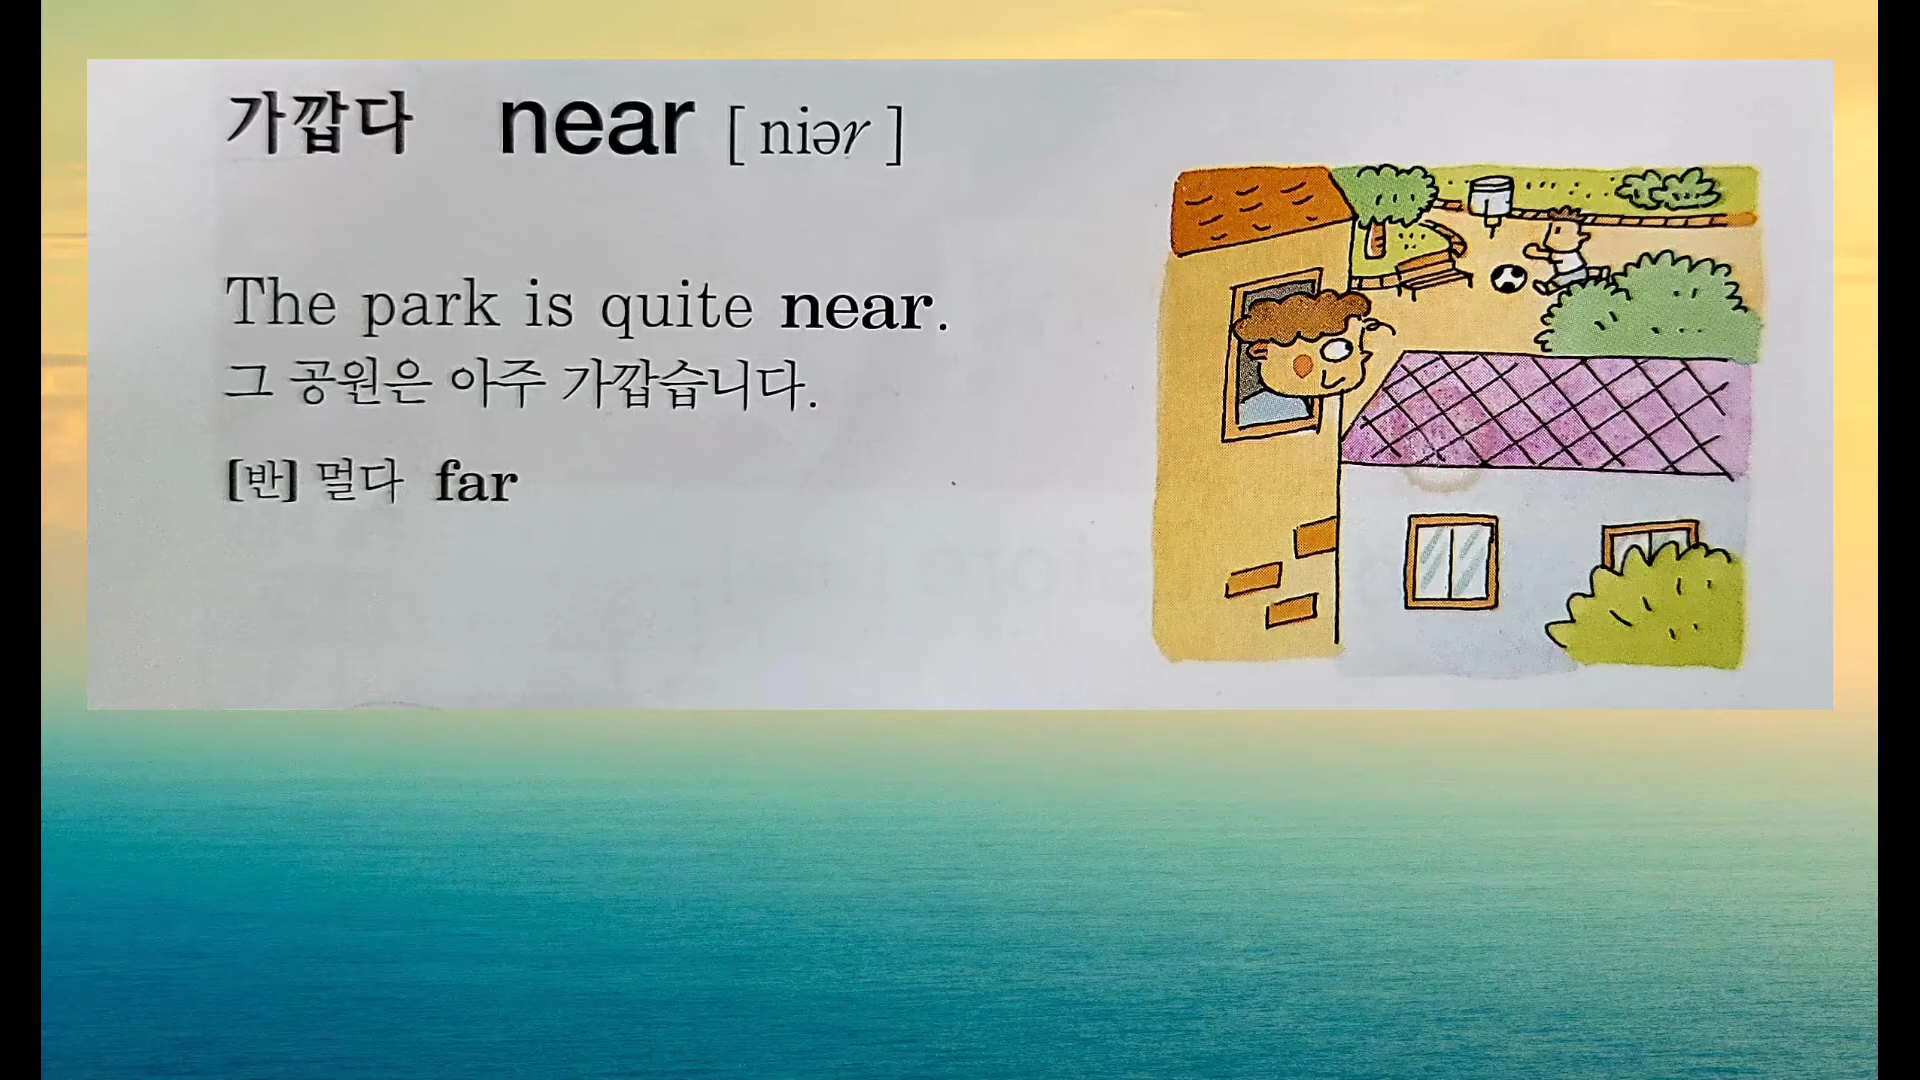 가깝다 near [niər]
The park is quite near.
그 공원은 아주 가깝습니다.
[반] 멀다 far